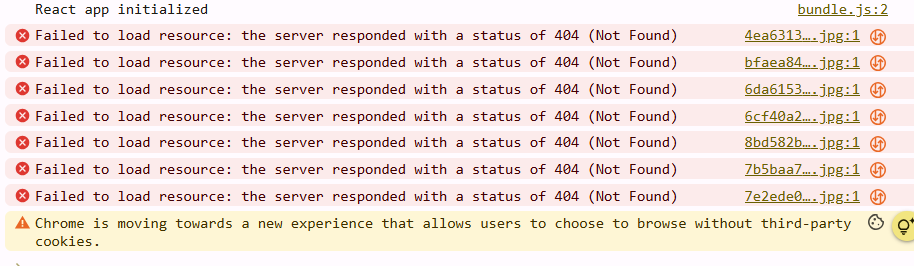 React app initialized bundle.js:2
Failed to load resource: the server responded with a status of 404 (Not Found) 4ea6313….jpg:1
Failed to load resource: the server responded with a status of 404 (Not Found) bfaea84….jpg:1
Failed to load resource: the server responded with a status of 404 (Not Found) 6da6153….jpg:1
Failed to load resource: the server responded with a status of 404 (Not Found) 6cf40a2….jpg:1
Failed to load resource: the server responded with a status of 404 (Not Found) 8bd582b….jpg:1
Failed to load resource: the server responded with a status of 404 (Not Found) 7b5baa7….jpg:1
Failed to load resource: the server responded with a status of 404 (Not Found) 7e2ede0….jpg:1
Chrome is moving towards a new experience that allows users to choose to browse without third-party
cookies.